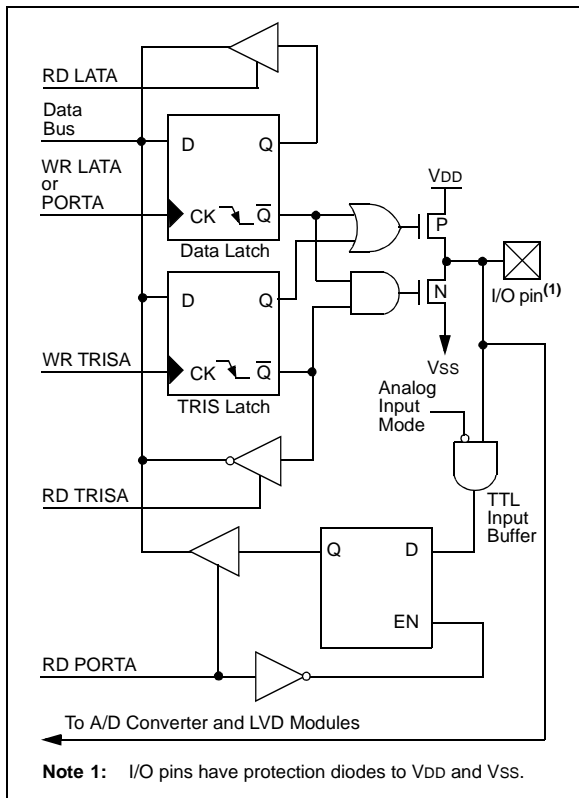 RD LATA
Data
Bus
D Q
WR LATA
or
PORTA
CK Q
Data Latch
VDD
P
D Q
N
I/O pin(1)
WR TRISA
CK Q
TRIS Latch
VSS
Analog
Input
Mode
RD TRISA
TTL
Input
Buffer
Q D
EN
RD PORTA
To A/D Converter and LVD Modules
Note 1: I/O pins have protection diodes to VDD and VSS.